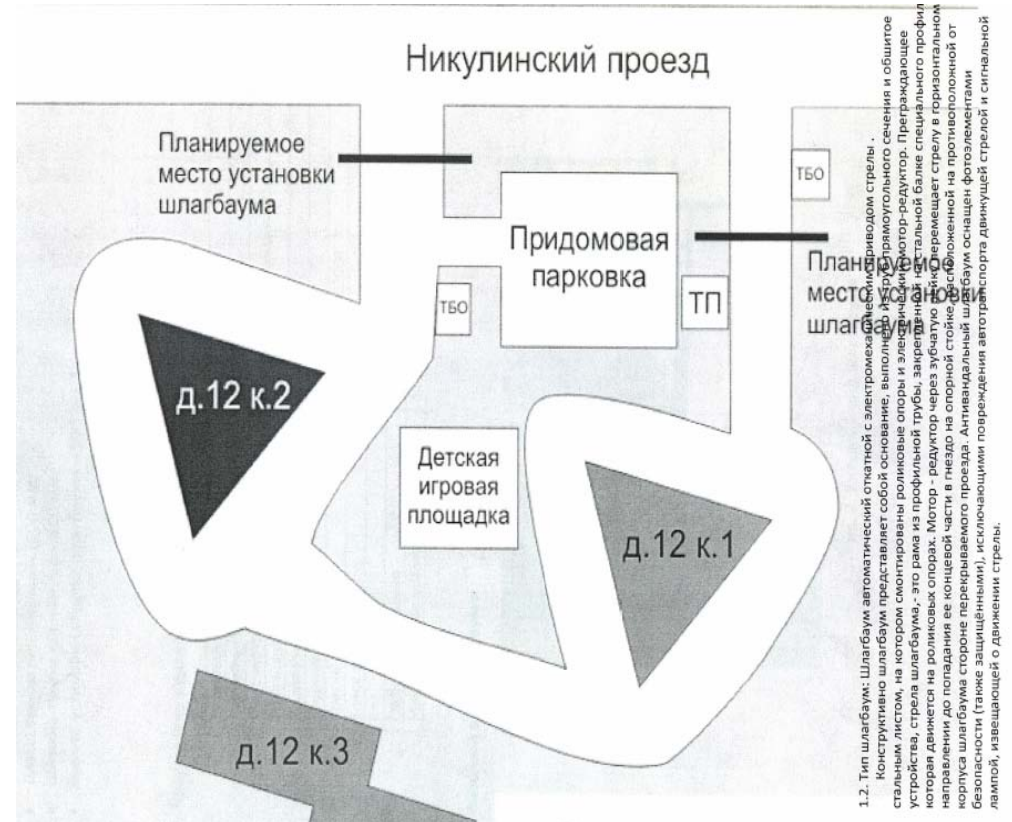 Никулинский проезд
Планируемое
место установки
шлагбаума
ТБО
Придомовая
парковка
Планируемое
место установки
шлагбаума
ТБО
ТП
д.12 к.2
Детская
игровая
площадка
д.12 к.1
д.12 к.3
1.2. Тип шлагбаум: Шлагбаум автоматический откатной с электромеханическим приводом стрелы .
Конструктивно шлагбаум представляет собой основание, выполнено из труб прямоугольного сечения и обшитое
стальным листом, на котором смонтированы роликовые опоры и электрический мотор-редуктор. Преграждающее
устройства, стрела шлагбаума,- это рама из профильной трубы, закрепленной на стальной балке специального профил
которая движется на роликовых опорах. Мотор - редуктор через зубчатую рейку перемещает стрелу в горизонтальном
направлении до попадания ее концевой части в гнездо на опорной стойке, расположенной на противоположной от
корпуса шлагбаума стороне перекрываемого проезда. Антивандальный шлагбаум оснащен фотоэлементами
безопасности (также защищёнными), исключающими повреждения автотранспорта движущей стрелой и сигнальной
лампой, извещающей о движении стрелы.